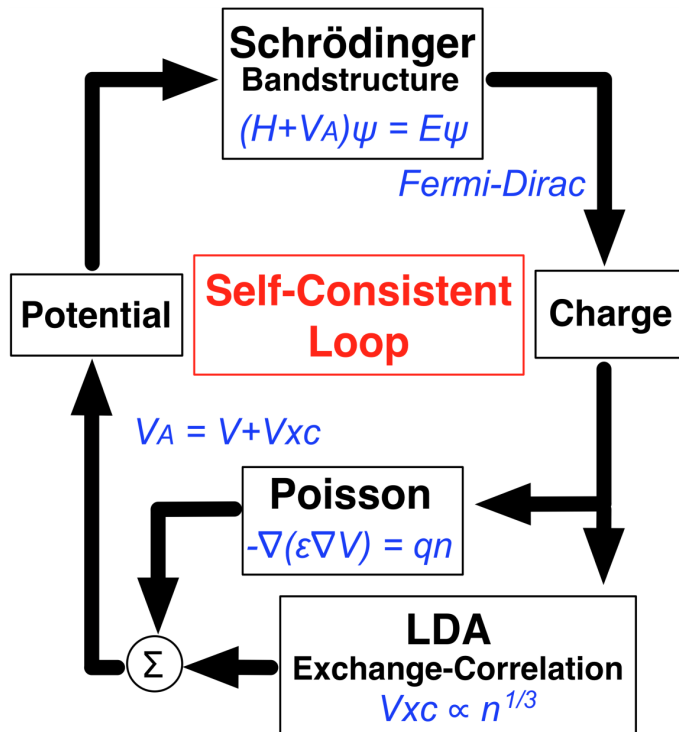 Schrödinger
Bandstructure
(H+VA)ψ = Eψ
Fermi-Dirac
Potential
Self-Consistent
Loop
Charge
VA = V+Vxc
Poisson
-∇(ε∇V) = qn
LDA
Exchange-Correlation
Vxc ∝ n^1/3
Σ